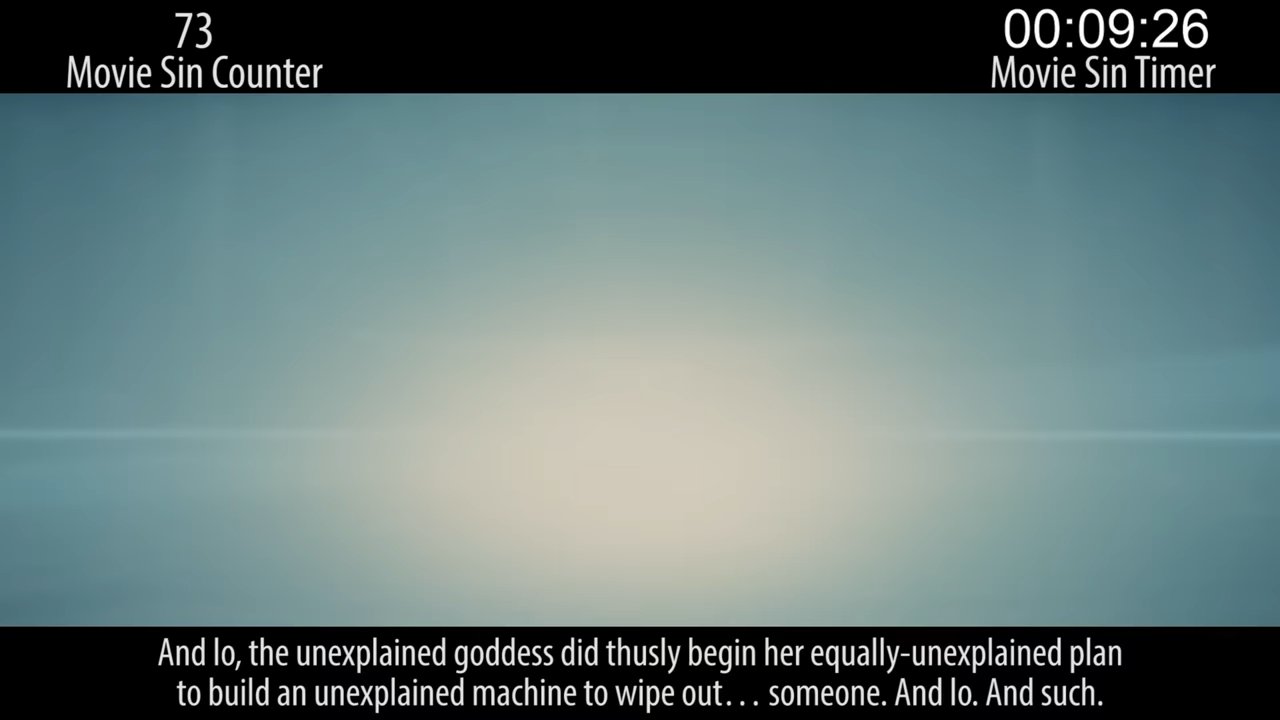 73
Movie Sin Counter
00:09:26
Movie Sin Timer
And lo, the unexplained goddess did thusly begin her equally-unexplained plan
to build an unexplained machine to wipe out… someone. And lo. And such.